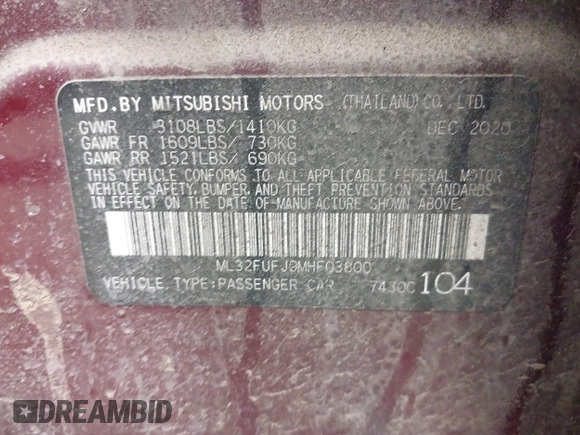 MFD.BY MITSUBISHI MOTORS (THAILAND) CO., LTD.
GVWR 3108LBS/1410KG DEC 2020
GAWR FR 1609LBS/ 730KG
GAWR RR 1521LBS/ 690KG
THIS VEHICLE CONFORMS TO ALL APPLICABLE FEDERAL MOTOR
VEHICLE SAFETY, BUMPER, AND THEFT PREVENTION STANDARDS
IN EFFECT ON THE DATE OF MANUFACTURE SHOWN ABOVE.
ML32FUFJ0MHF03800
VEHICLE.TYPE:PASSENGER CAR 7430C 104
DREAMBID